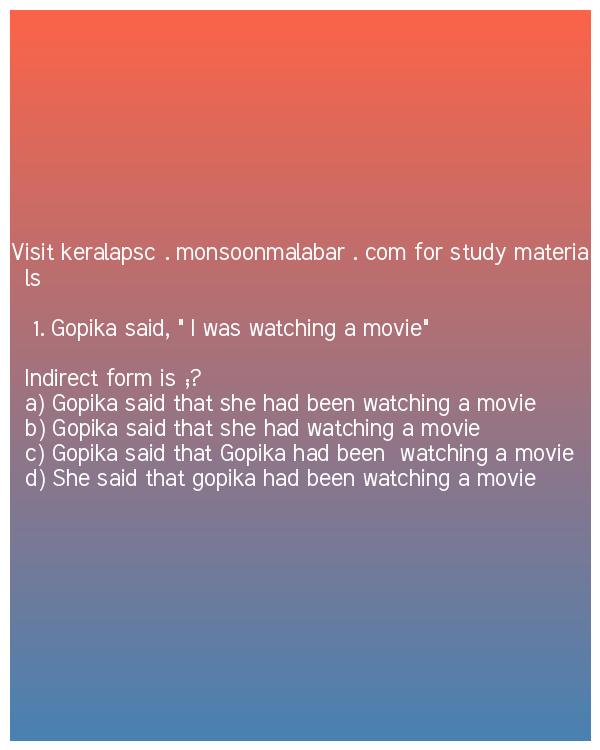 Visit keralapsc . monsoonmalabar . com for study materia
ls
1. Gopika said, " I was watching a movie"
Indirect form is ,?
a) Gopika said that she had been watching a movie
b) Gopika said that she had watching a movie
c) Gopika said that Gopika had been  watching a movie
d) She said that gopika had been watching a movie